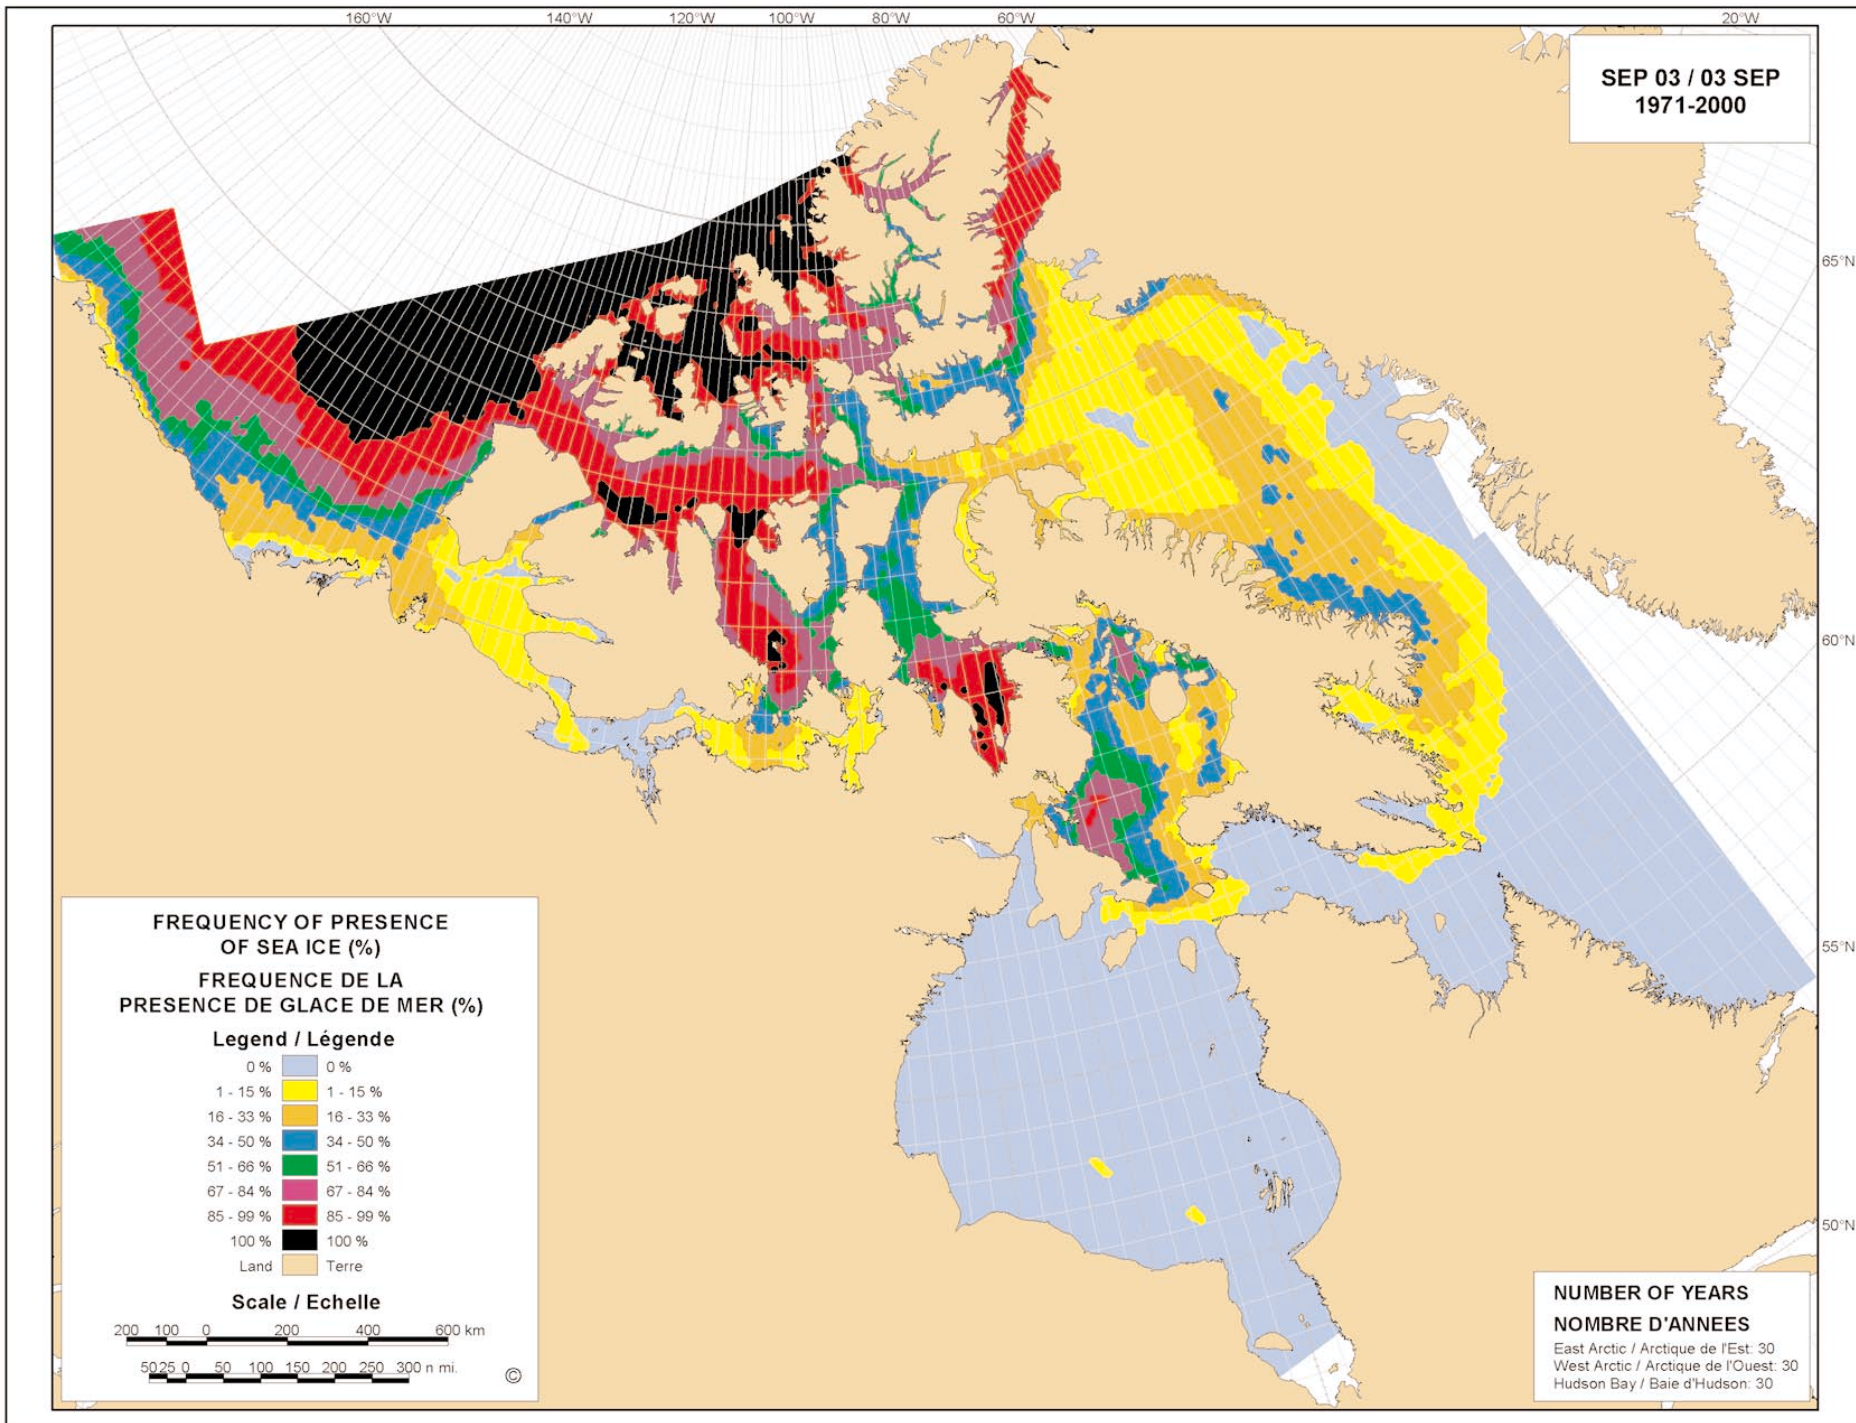 160°W 140°W 120°W 100°W 80°W 60°W 20°W
SEP 03 / 03 SEP
1971-2000
65°N
60°N
55°N
50°N
FREQUENCY OF PRESENCE
OF SEA ICE (%)
FREQUENCE DE LA
PRESENCE DE GLACE DE MER (%)
Legend / Légende
0 % 0 %
1 - 15 % 1 - 15 %
16 - 33 % 16 - 33 %
34 - 50 % 34 - 50 %
51 - 66 % 51 - 66 %
67 - 84 % 67 - 84 %
85 - 99 % 85 - 99 %
100 % 100 %
Land Terre
Scale / Echelle
200 100 0 200 400 600 km
50 25 0 50 100 150 200 250 300 n mi.
©
NUMBER OF YEARS
NOMBRE D'ANNEES
East Arctic / Arctique de l'Est: 30
West Arctic / Arctique de l'Ouest: 30
Hudson Bay / Baie d'Hudson: 30